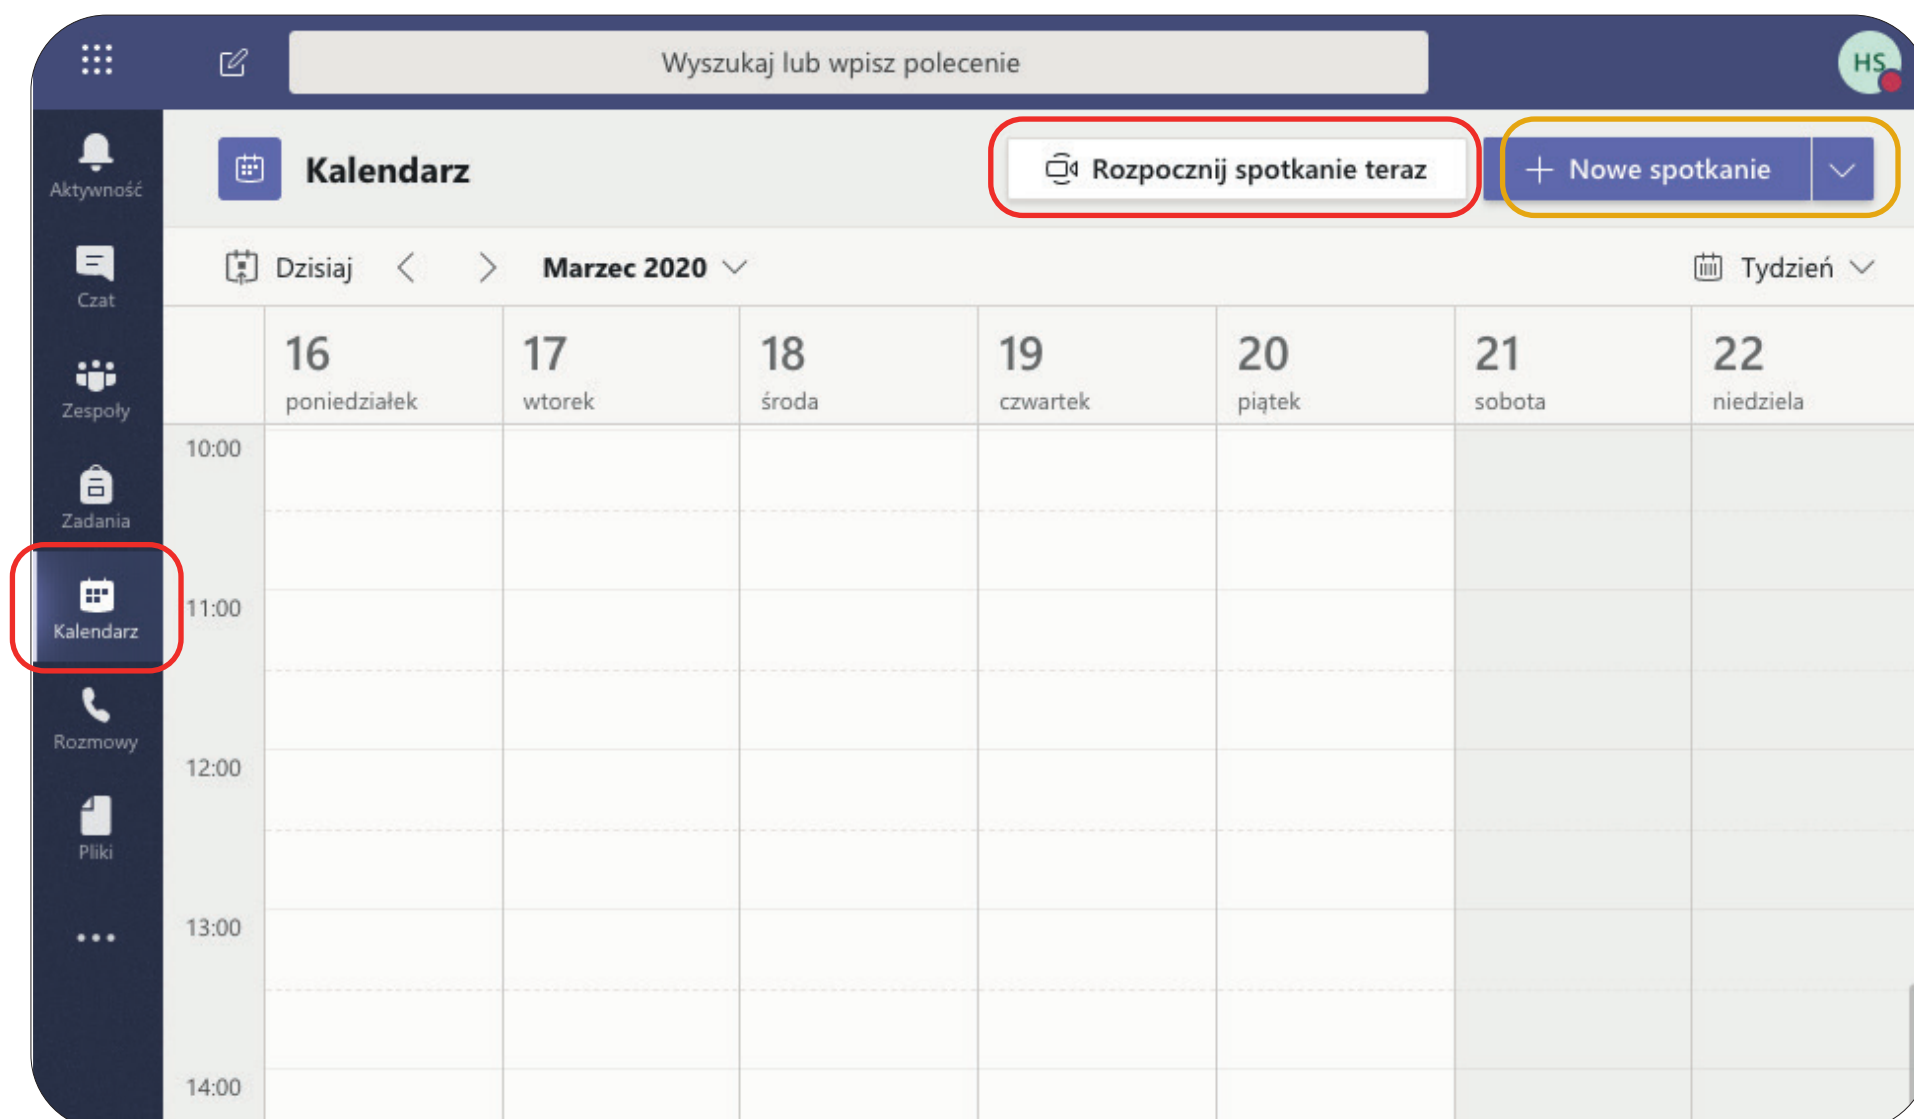 Wyszukaj lub wpisz polecenie
HS
Aktywność
Czat
Zespoły
Zadania
Kalendarz
Rozmowy
Pliki
Kalendarz
Rozpocznij spotkanie teraz
+ Nowe spotkanie
Dzisiaj
Marzec 2020
Tydzień
16 17 18 19 20 21 22
poniedziałek wtorek środa czwartek piątek sobota niedziela
10:00
11:00
12:00
13:00
14:00